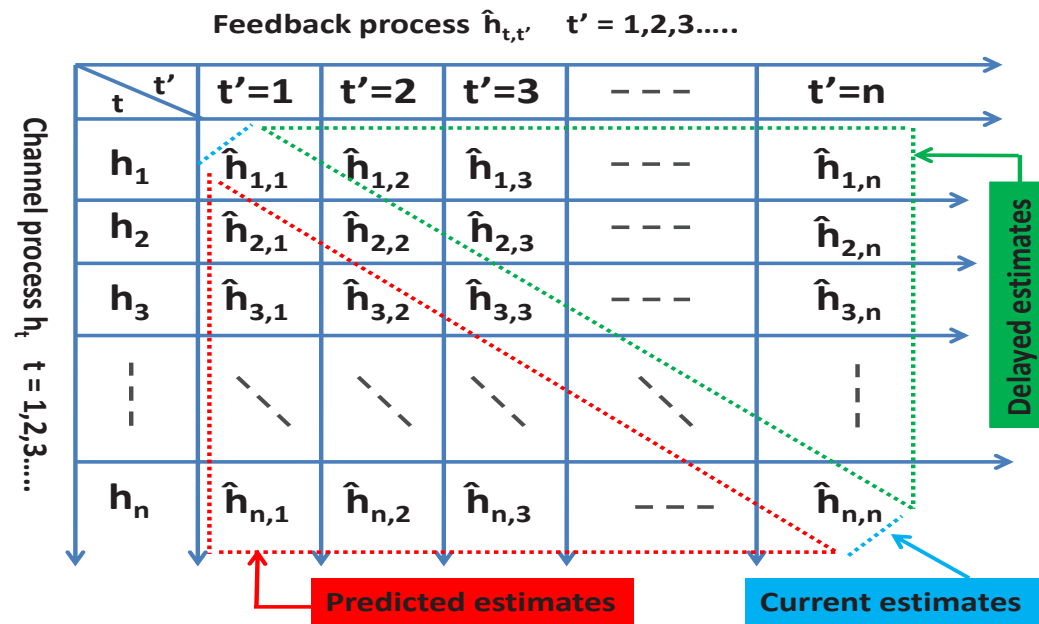 Feedback process ĥt,t' t' = 1,2,3.....
t' t t'=1 t'=2 t'=3 – – – t'=n
h1 ĥ1,1 ĥ1,2 ĥ1,3 – – – ĥ1,n
h2 ĥ2,1 ĥ2,2 ĥ2,3 – – – ĥ2,n
h3 ĥ3,1 ĥ3,2 ĥ3,3 – – – ĥ3,n
hn ĥn,1 ĥn,2 ĥn,3 – – – ĥn,n
Channel process ht t = 1,2,3.....
Delayed estimates
Predicted estimates
Current estimates